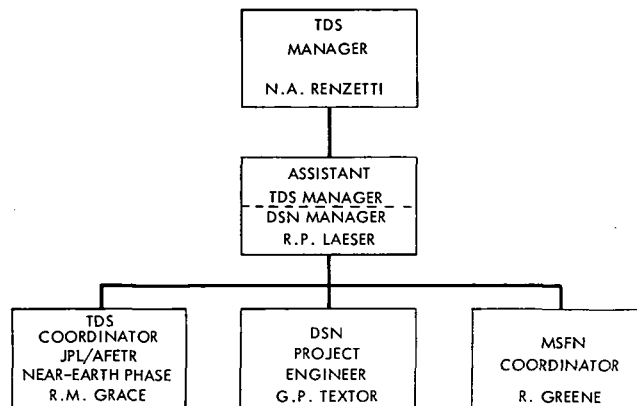 TDS
MANAGER
N.A. RENZETTI
ASSISTANT
TDS MANAGER
DSN MANAGER
R.P. LAESER
TDS
COORDINATOR
JPL/AFETR
NEAR-EARTH PHASE
R.M. GRACE
DSN
PROJECT
ENGINEER
G.P. TEXTOR
MSFN
COORDINATOR
R. GREENE